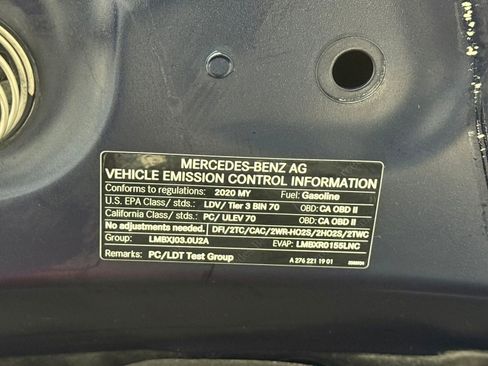 MERCEDES-BENZ AG
VEHICLE EMISSION CONTROL INFORMATION
Conforms to regulations: 2020 MY Fuel: Gasoline
U.S. EPA Class/ stds.: LDV/ Tier 3 BIN 70 OBD: CA OBD II
California Class/ stds.: PC/ ULEV 70 OBD: CA OBD II
No adjustments needed. DFI/2TC/CAC/2WR-HO2S/2HO2S/2TWC
Group: LMBXJ03.0U2A EVAP: LMBXR0155LNC
Remarks: PC/LDT Test Group A 276 221 19 01